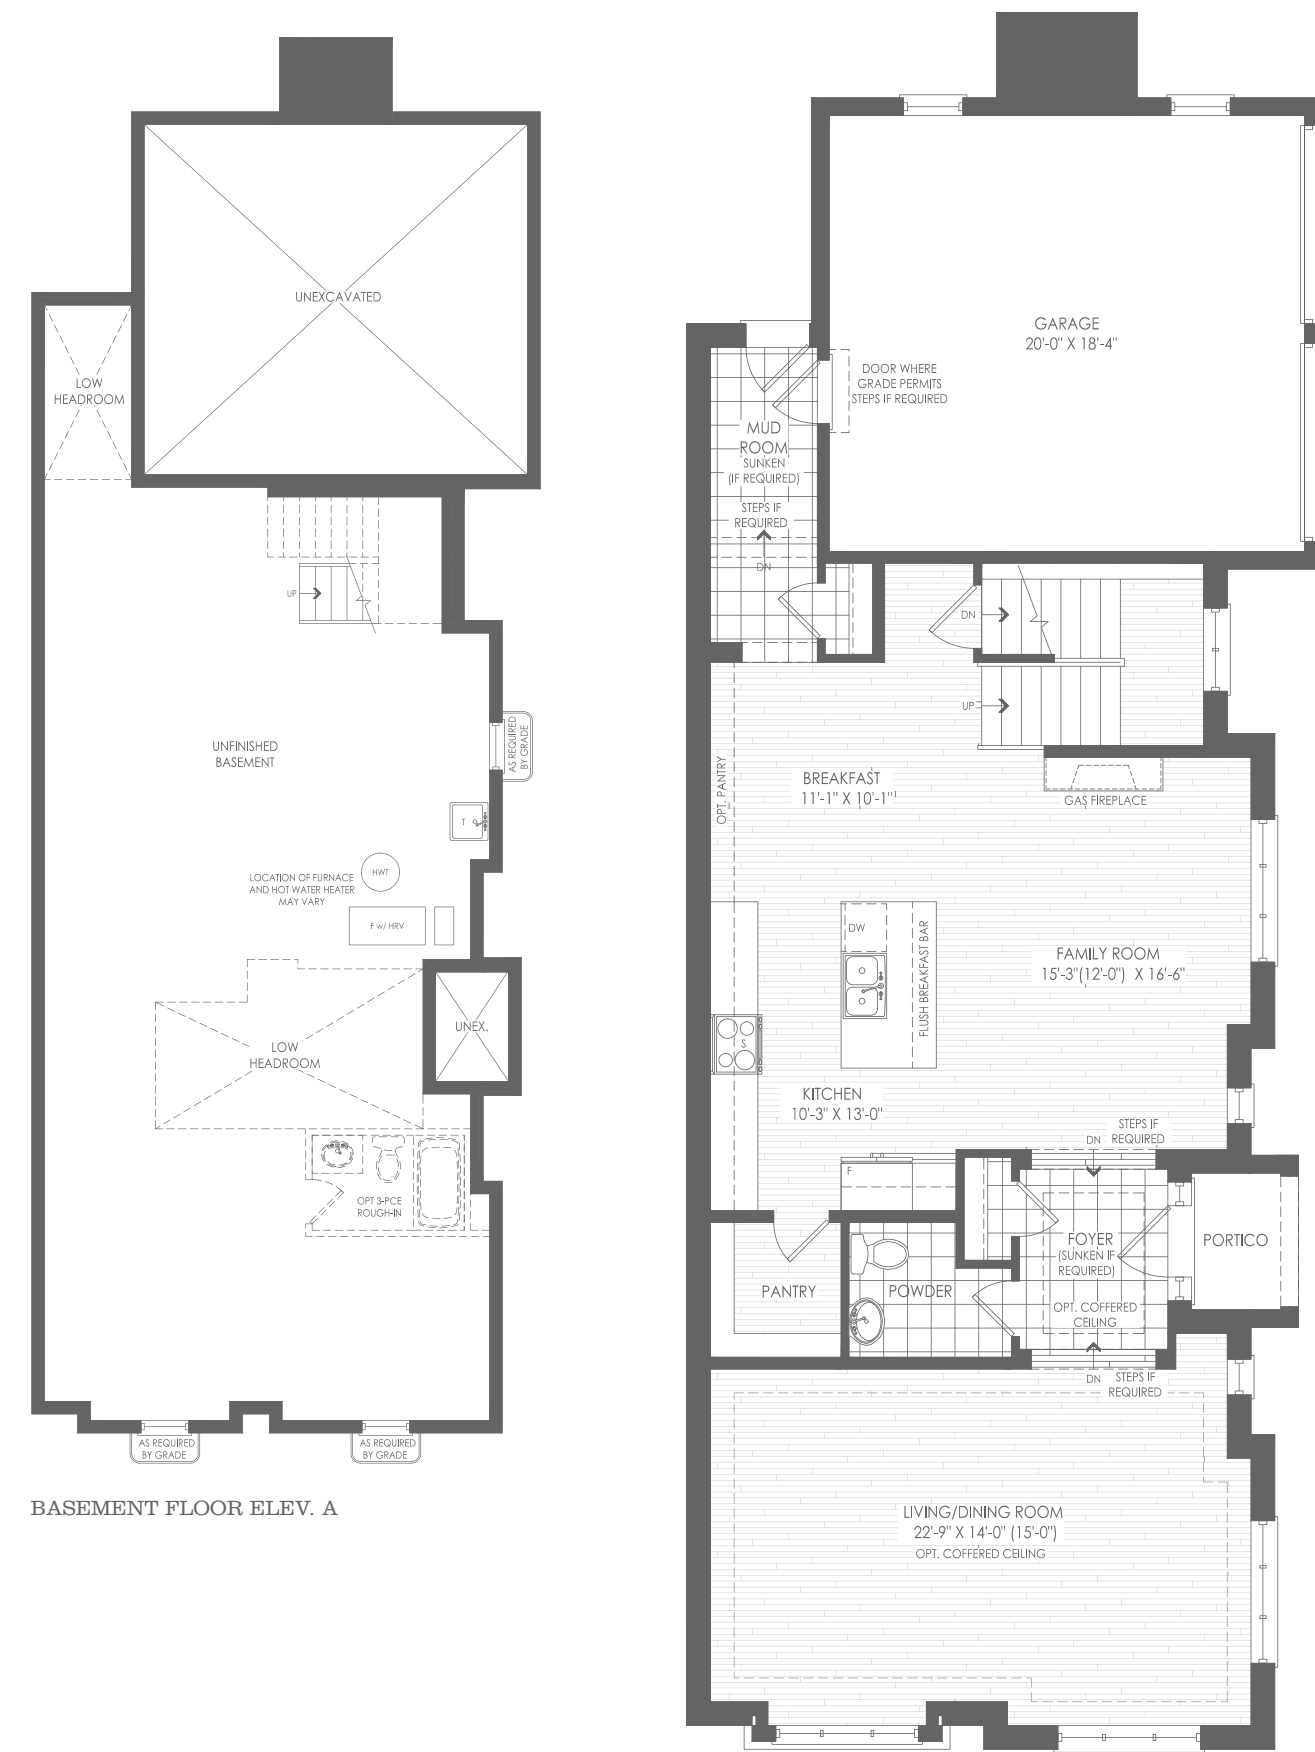 UNEXCAVATED
LOW
HEADROOM
UP
UNFINISHED
BASEMENT
AS REQUIRED
BY GRADE
T
LOCATION OF FURNACE
AND HOT WATER HEATER
MAY VARY
HWT
F w/ HRV
UNEX.
LOW
HEADROOM
OPT 3-PCE
ROUGH-IN
AS REQUIRED
BY GRADE
AS REQUIRED
BY GRADE
BASEMENT FLOOR ELEV. A
GARAGE
20'-0" X 18'-4"
DOOR WHERE
GRADE PERMITS
STEPS IF REQUIRED
MUD
ROOM
SUNKEN
(IF REQUIRED)
STEPS IF
REQUIRED
DN
DN
UP
OPT. PANTRY
BREAKFAST
11'-1" X 10'-1"
GAS FIREPLACE
DW
FLUSH BREAKFAST BAR
FAMILY ROOM
15'-3"(12'-0") X 16'-6"
S
KITCHEN
10'-3" X 13'-0"
STEPS IF
DN REQUIRED
F
FOYER
(SUNKEN IF
REQUIRED)
PORTICO
PANTRY
POWDER
OPT. COFFERED
CEILING
DN STEPS IF
REQUIRED
LIVING/DINING ROOM
22'-9" X 14'-0" (15'-0")
OPT. COFFERED CEILING